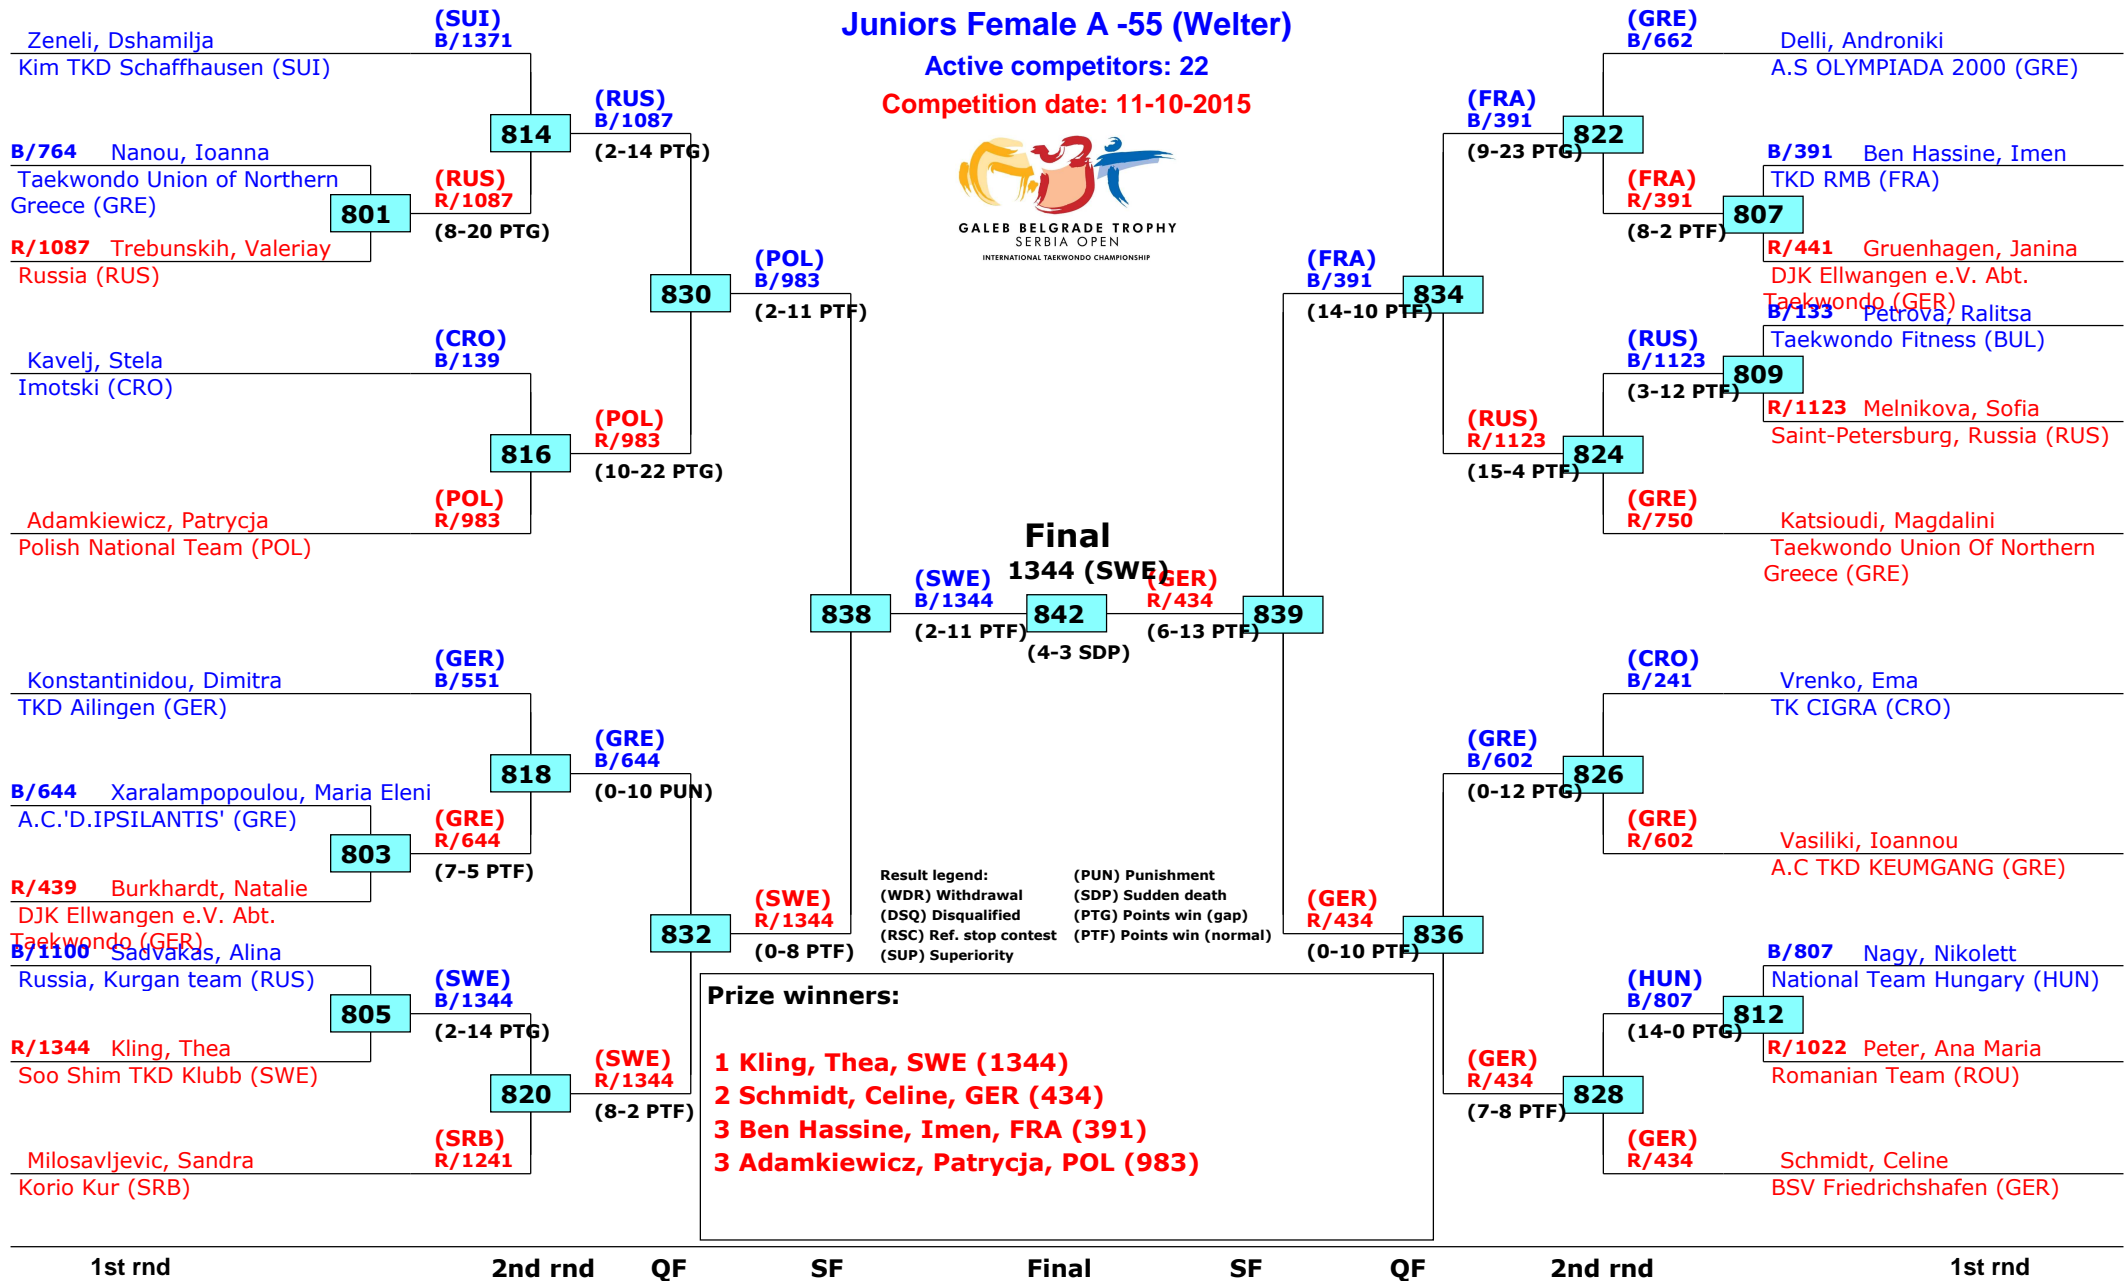 Juniors Female A -55 (Welter)
Active competitors: 22
Competition date: 11-10-2015
GALEB BELGRADE TROPHY
SERBIA OPEN
INTERNATIONAL TAEKWONDO CHAMPIONSHIP
(SUI)
Zeneli, Dshamilja B/1371
Kim TKD Schaffhausen (SUI)
814
(RUS)
B/1087
(2-14 PTG)
B/764 Nanou, Ioanna
Taekwondo Union of Northern
Greece (GRE)
801
(RUS)
R/1087
(8-20 PTG)
R/1087 Trebunskih, Valeriay
Russia (RUS)
830
(POL)
B/983
(2-11 PTF)
(CRO)
Kavelj, Stela B/139
Imotski (CRO)
816
(POL)
R/983
(10-22 PTG)
(POL)
Adamkiewicz, Patrycja R/983
Polish National Team (POL)
838
(SWE)
B/1344
(2-11 PTF)
Final
1344 (SWE)
842
(4-3 SDP)
(GER)
R/434
(6-13 PTF)
839
(GER)
Konstantinidou, Dimitra B/551
TKD Ailingen (GER)
818
(GRE)
B/644
(0-10 PUN)
B/644 Xaralampopoulou, Maria Eleni
A.C.'D.IPSILANTIS' (GRE)
803
(GRE)
R/644
(7-5 PTF)
R/439 Burkhardt, Natalie
DJK Ellwangen e.V. Abt.
Taekwondo (GER)
832
(SWE)
R/1344
(0-8 PTF)
B/1100 Sadvakas, Alina
Russia, Kurgan team (RUS)
805
(SWE)
B/1344
(2-14 PTG)
R/1344 Kling, Thea
Soo Shim TKD Klubb (SWE)
820
(SWE)
R/1344
(8-2 PTF)
(SRB)
Milosavljevic, Sandra R/1241
Korio Kur (SRB)
(GRE)
B/662 Delli, Androniki
A.S OLYMPIADA 2000 (GRE)
(FRA)
B/391
(9-23 PTG)
822
B/391 Ben Hassine, Imen
TKD RMB (FRA)
(FRA)
R/391
(8-2 PTF)
807
R/441 Gruenhagen, Janina
DJK Ellwangen e.V. Abt.
Taekwondo (GER)
(FRA)
B/391
(14-10 PTF)
834
B/133 Petrova, Ralitsa
Taekwondo Fitness (BUL)
(RUS)
B/1123
(3-12 PTF)
809
R/1123 Melnikova, Sofia
Saint-Petersburg, Russia (RUS)
(RUS)
R/1123
(15-4 PTF)
824
(GRE)
R/750 Katsioudi, Magdalini
Taekwondo Union Of Northern
Greece (GRE)
(CRO)
B/241 Vrenko, Ema
TK CIGRA (CRO)
(GRE)
B/602
(0-12 PTG)
826
(GRE)
R/602 Vasiliki, Ioannou
A.C TKD KEUMGANG (GRE)
(GER)
R/434
(0-10 PTF)
836
B/807 Nagy, Nikolett
National Team Hungary (HUN)
(HUN)
B/807
(14-0 PTG)
812
R/1022 Peter, Ana Maria
Romanian Team (ROU)
(GER)
R/434
(7-8 PTF)
828
(GER)
R/434 Schmidt, Celine
BSV Friedrichshafen (GER)
Result legend: (PUN) Punishment
(WDR) Withdrawal (SDP) Sudden death
(DSQ) Disqualified (PTG) Points win (gap)
(RSC) Ref. stop contest (PTF) Points win (normal)
(SUP) Superiority
Prize winners:
1 Kling, Thea, SWE (1344)
2 Schmidt, Celine, GER (434)
3 Ben Hassine, Imen, FRA (391)
3 Adamkiewicz, Patrycja, POL (983)
1st rnd 2nd rnd QF SF Final SF QF 2nd rnd 1st rnd